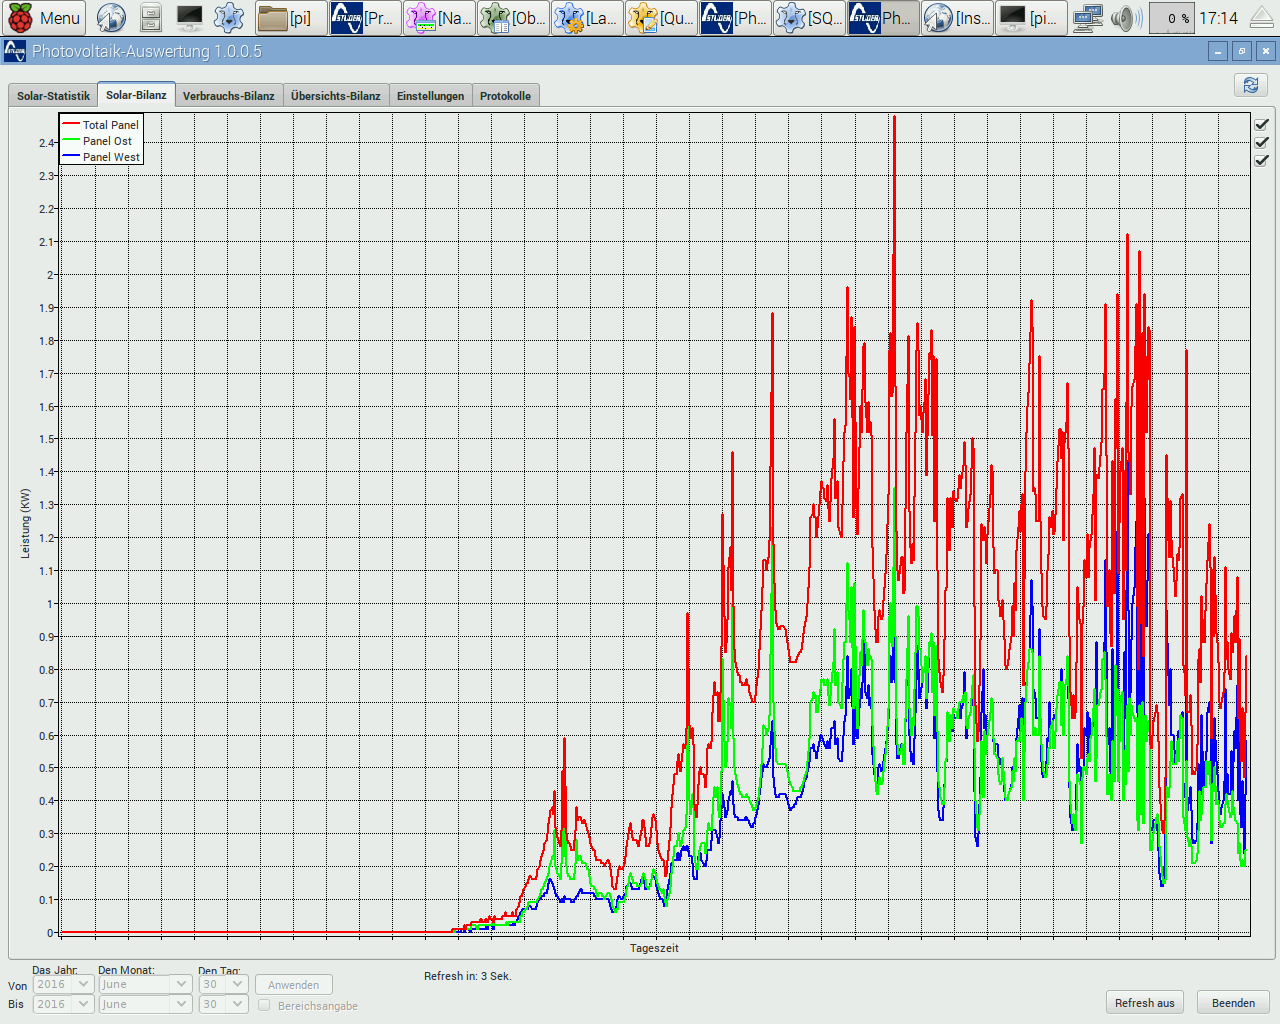 Menu
[pi]
[Pr...
[Na...
[Ob...
[La...
[Qu...
[Ph...
[SQ...
Ph...
[Ins...
[pi...
0 %
17:14
Photovoltaik-Auswertung 1.0.0.5
Solar-Statistik
Solar-Bilanz
Verbrauchs-Bilanz
Übersichts-Bilanz
Einstellungen
Protokolle
Total Panel
Panel Ost
Panel West
2.4
2.3
2.2
2.1
2
1.9
1.8
1.7
1.6
1.5
1.4
1.3
1.2
1.1
1
0.9
0.8
0.7
0.6
0.5
0.4
0.3
0.2
0.1
0
Leistung (KW)
Tageszeit
Das Jahr:
Den Monat:
Den Tag:
Von
2016
June
30
Anwenden
Refresh in: 3 Sek.
Bis
2016
June
30
Bereichsangabe
Refresh aus
Beenden